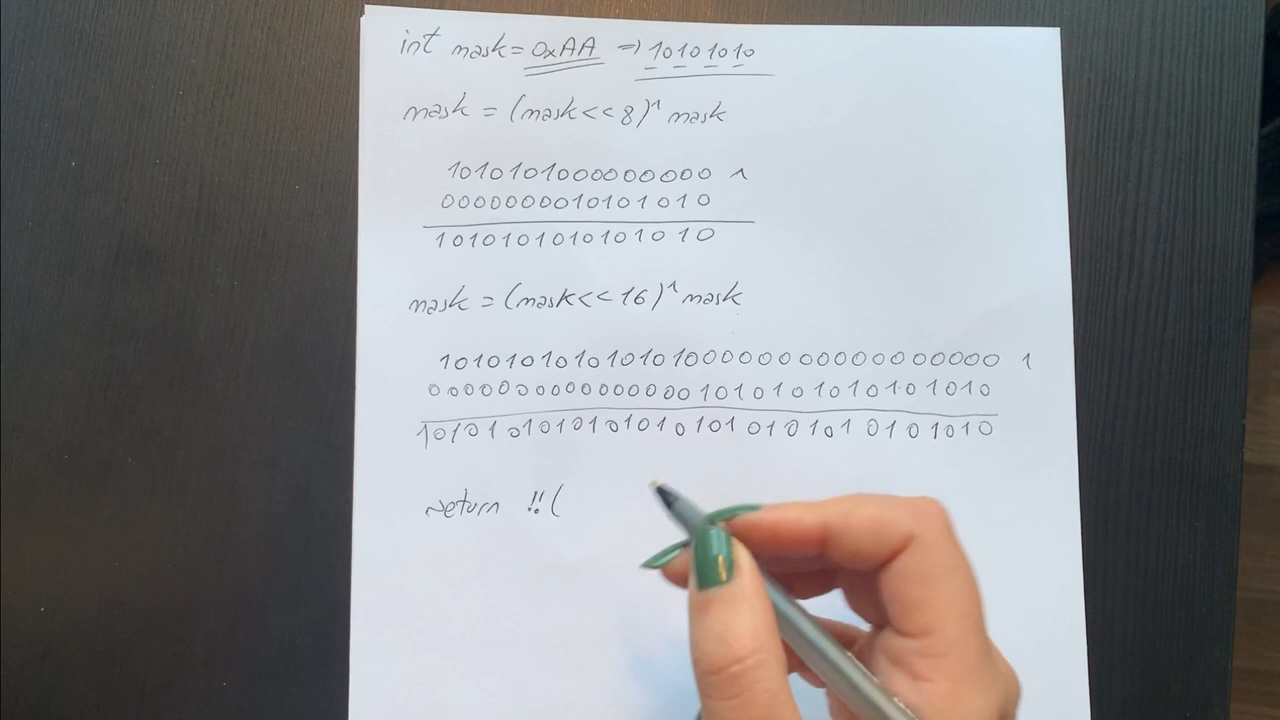 int mask = 0xAA => 10101010
mask = (mask<<8)^ mask
1010101000000000 ^
0000000010101010
1010101010101010
mask = (mask<<16)^ mask
10101010101010100000000000000000 ^
00000000000000001010101010101010
10101010101010101010101010101010
return !!(